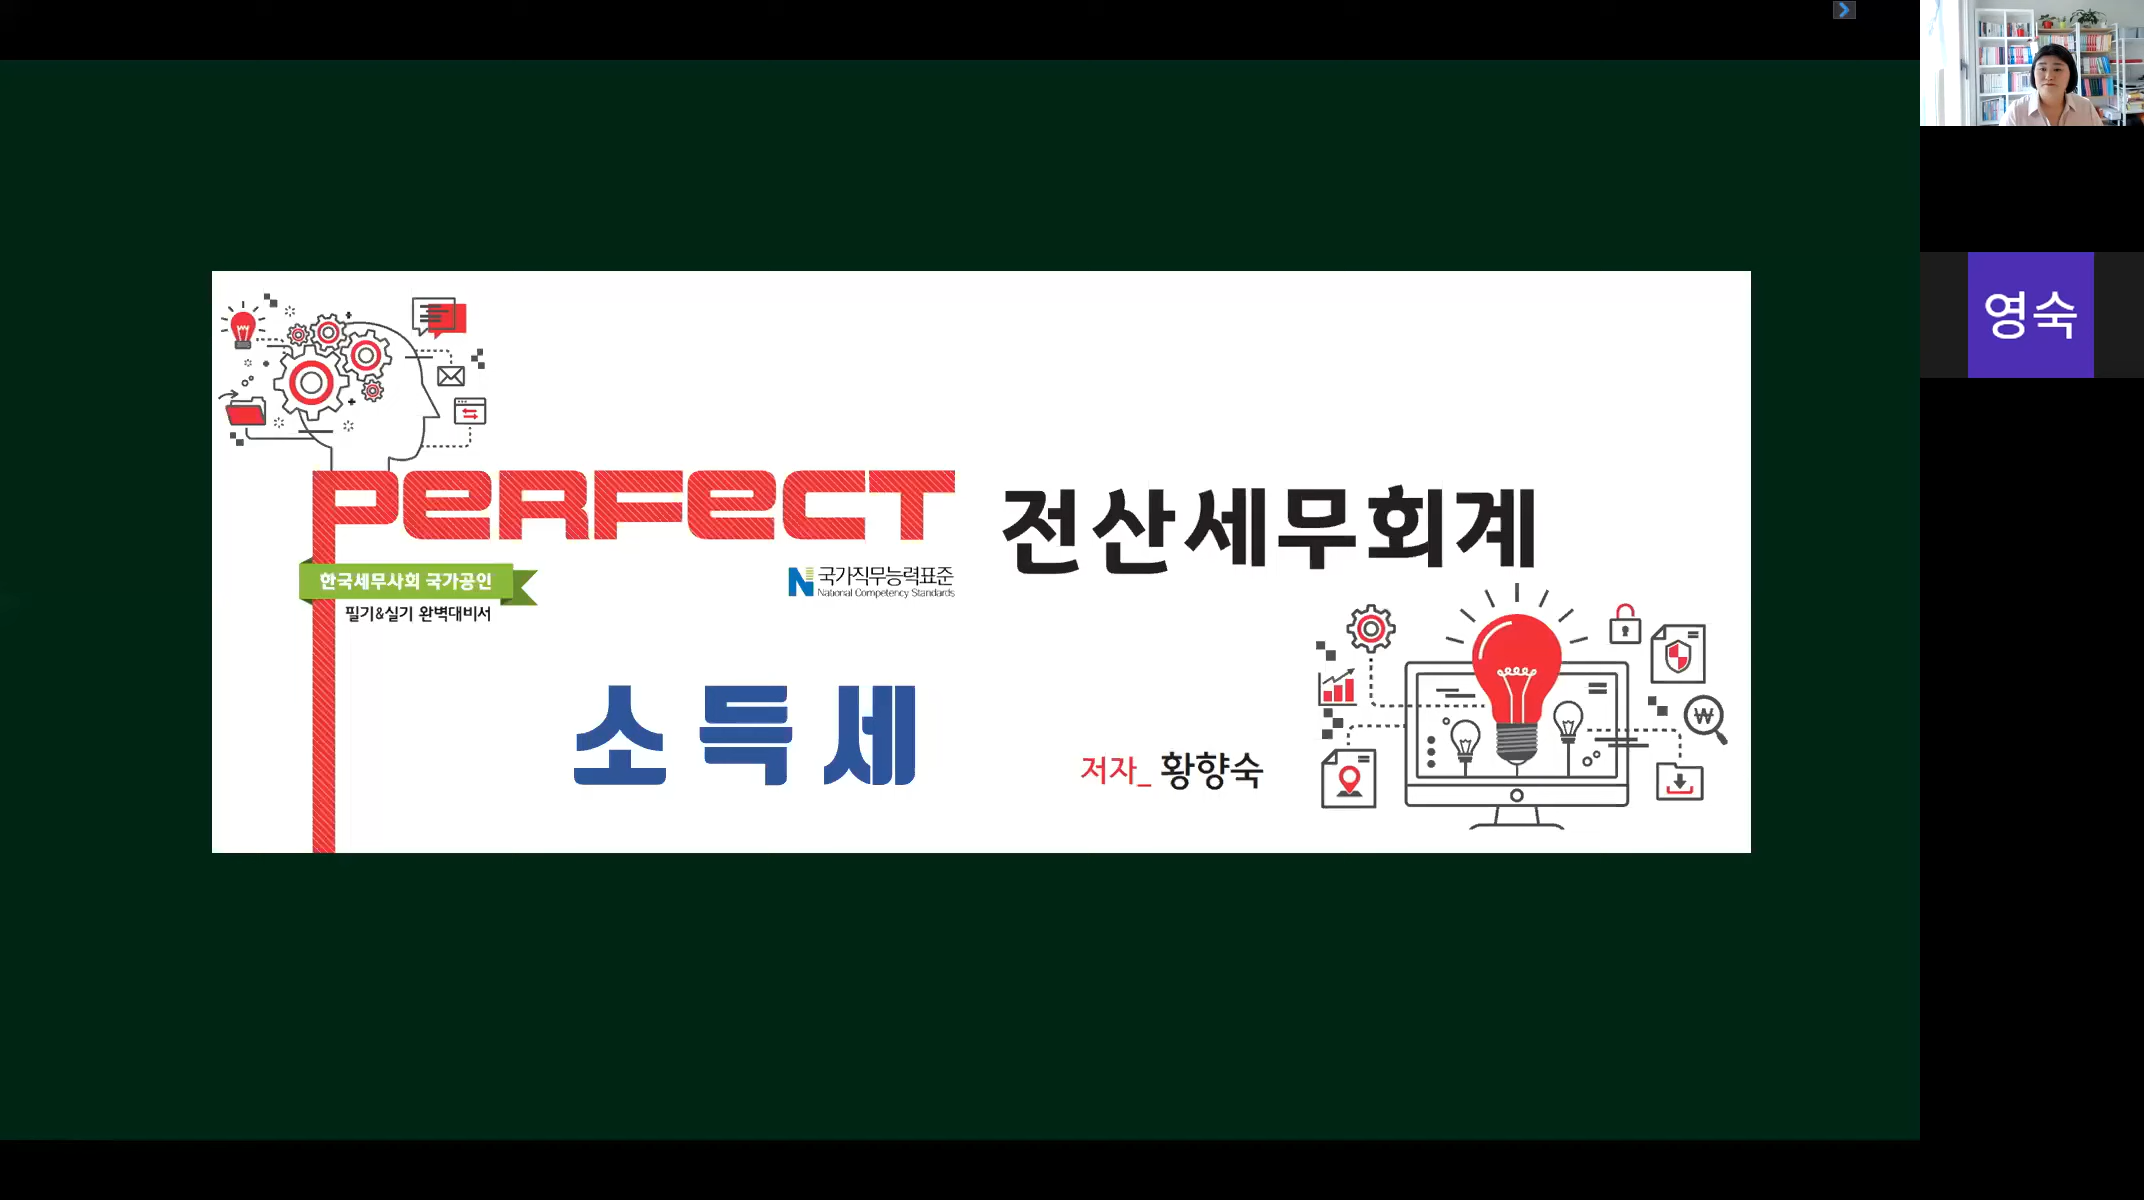 PERFECT 전산세무회계
한국세무사회 국가공인
필기&실기 완벽대비서
N 국가직무능력표준
National Competency Standards
소득세
저자_ 황향숙
영숙